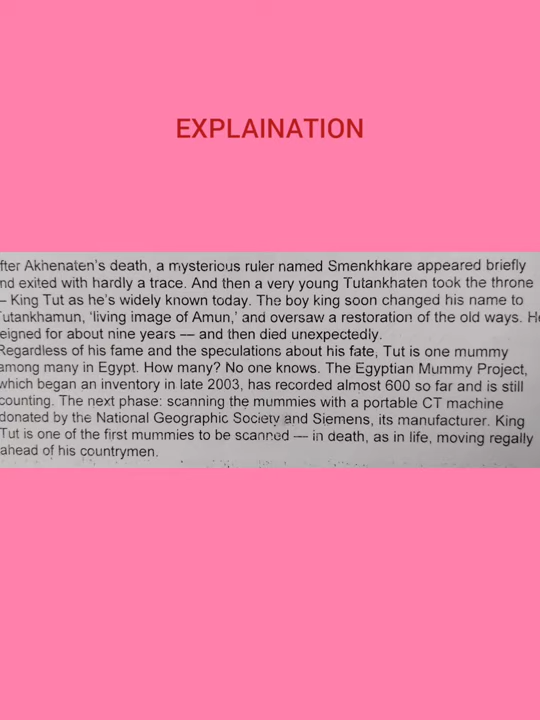 EXPLAINATION
fter Akhenaten's death, a mysterious ruler named Smenkhkare appeared briefly
nd exited with hardly a trace. And then a very young Tutankhaten took the throne
– King Tut as he's widely known today. The boy king soon changed his name to
utankhamun, 'living image of Amun,' and oversaw a restoration of the old ways. He
eigned for about nine years — and then died unexpectedly.
Regardless of his fame and the speculations about his fate, Tut is one mummy
among many in Egypt. How many? No one knows. The Egyptian Mummy Project,
which began an inventory in late 2003, has recorded almost 600 so far and is still
counting. The next phase: scanning the mummies with a portable CT machine
donated by the National Geographic Society and Siemens, its manufacturer. King
Tut is one of the first mummies to be scanned — in death, as in life, moving regally
ahead of his countrymen.